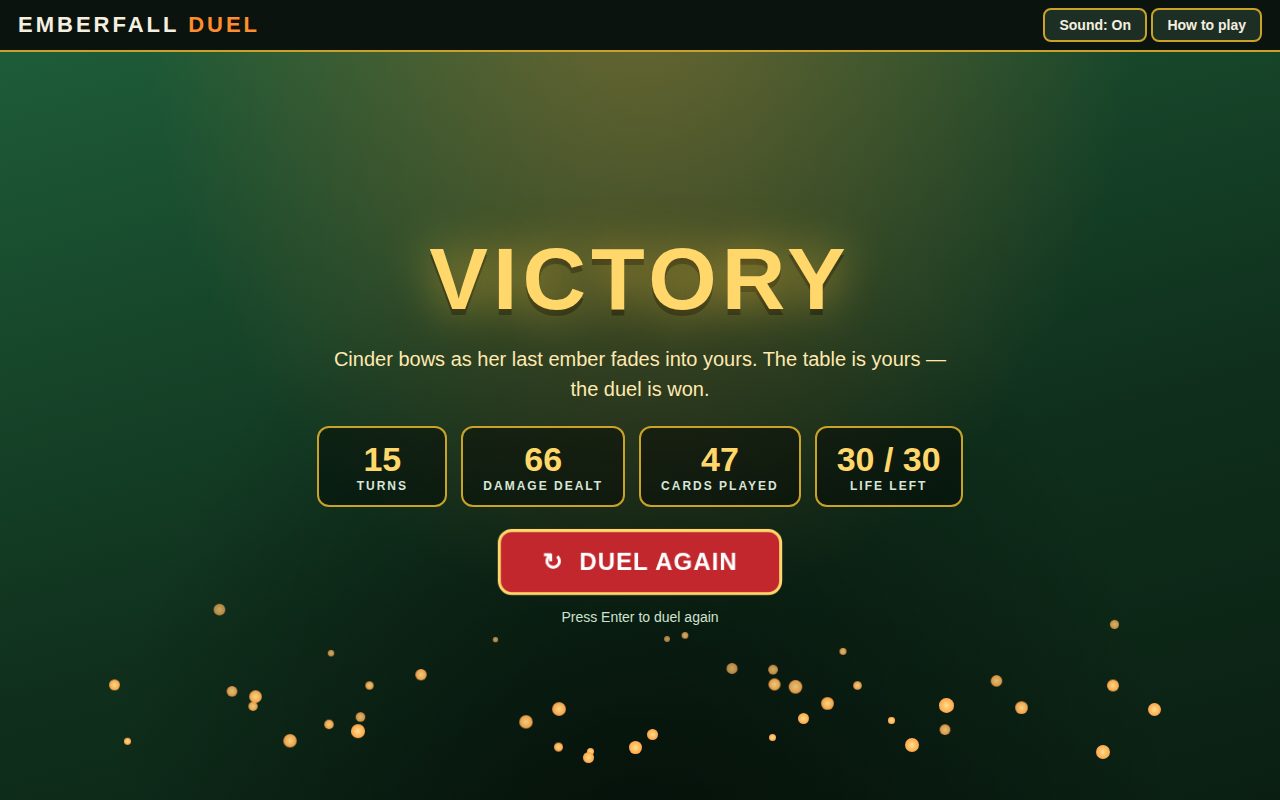 EMBERFALL DUEL
Sound: On
How to play
VICTORY
Cinder bows as her last ember fades into yours. The table is yours —
the duel is won.
15
TURNS
66
DAMAGE DEALT
47
CARDS PLAYED
30 / 30
LIFE LEFT
↻ DUEL AGAIN
Press Enter to duel again